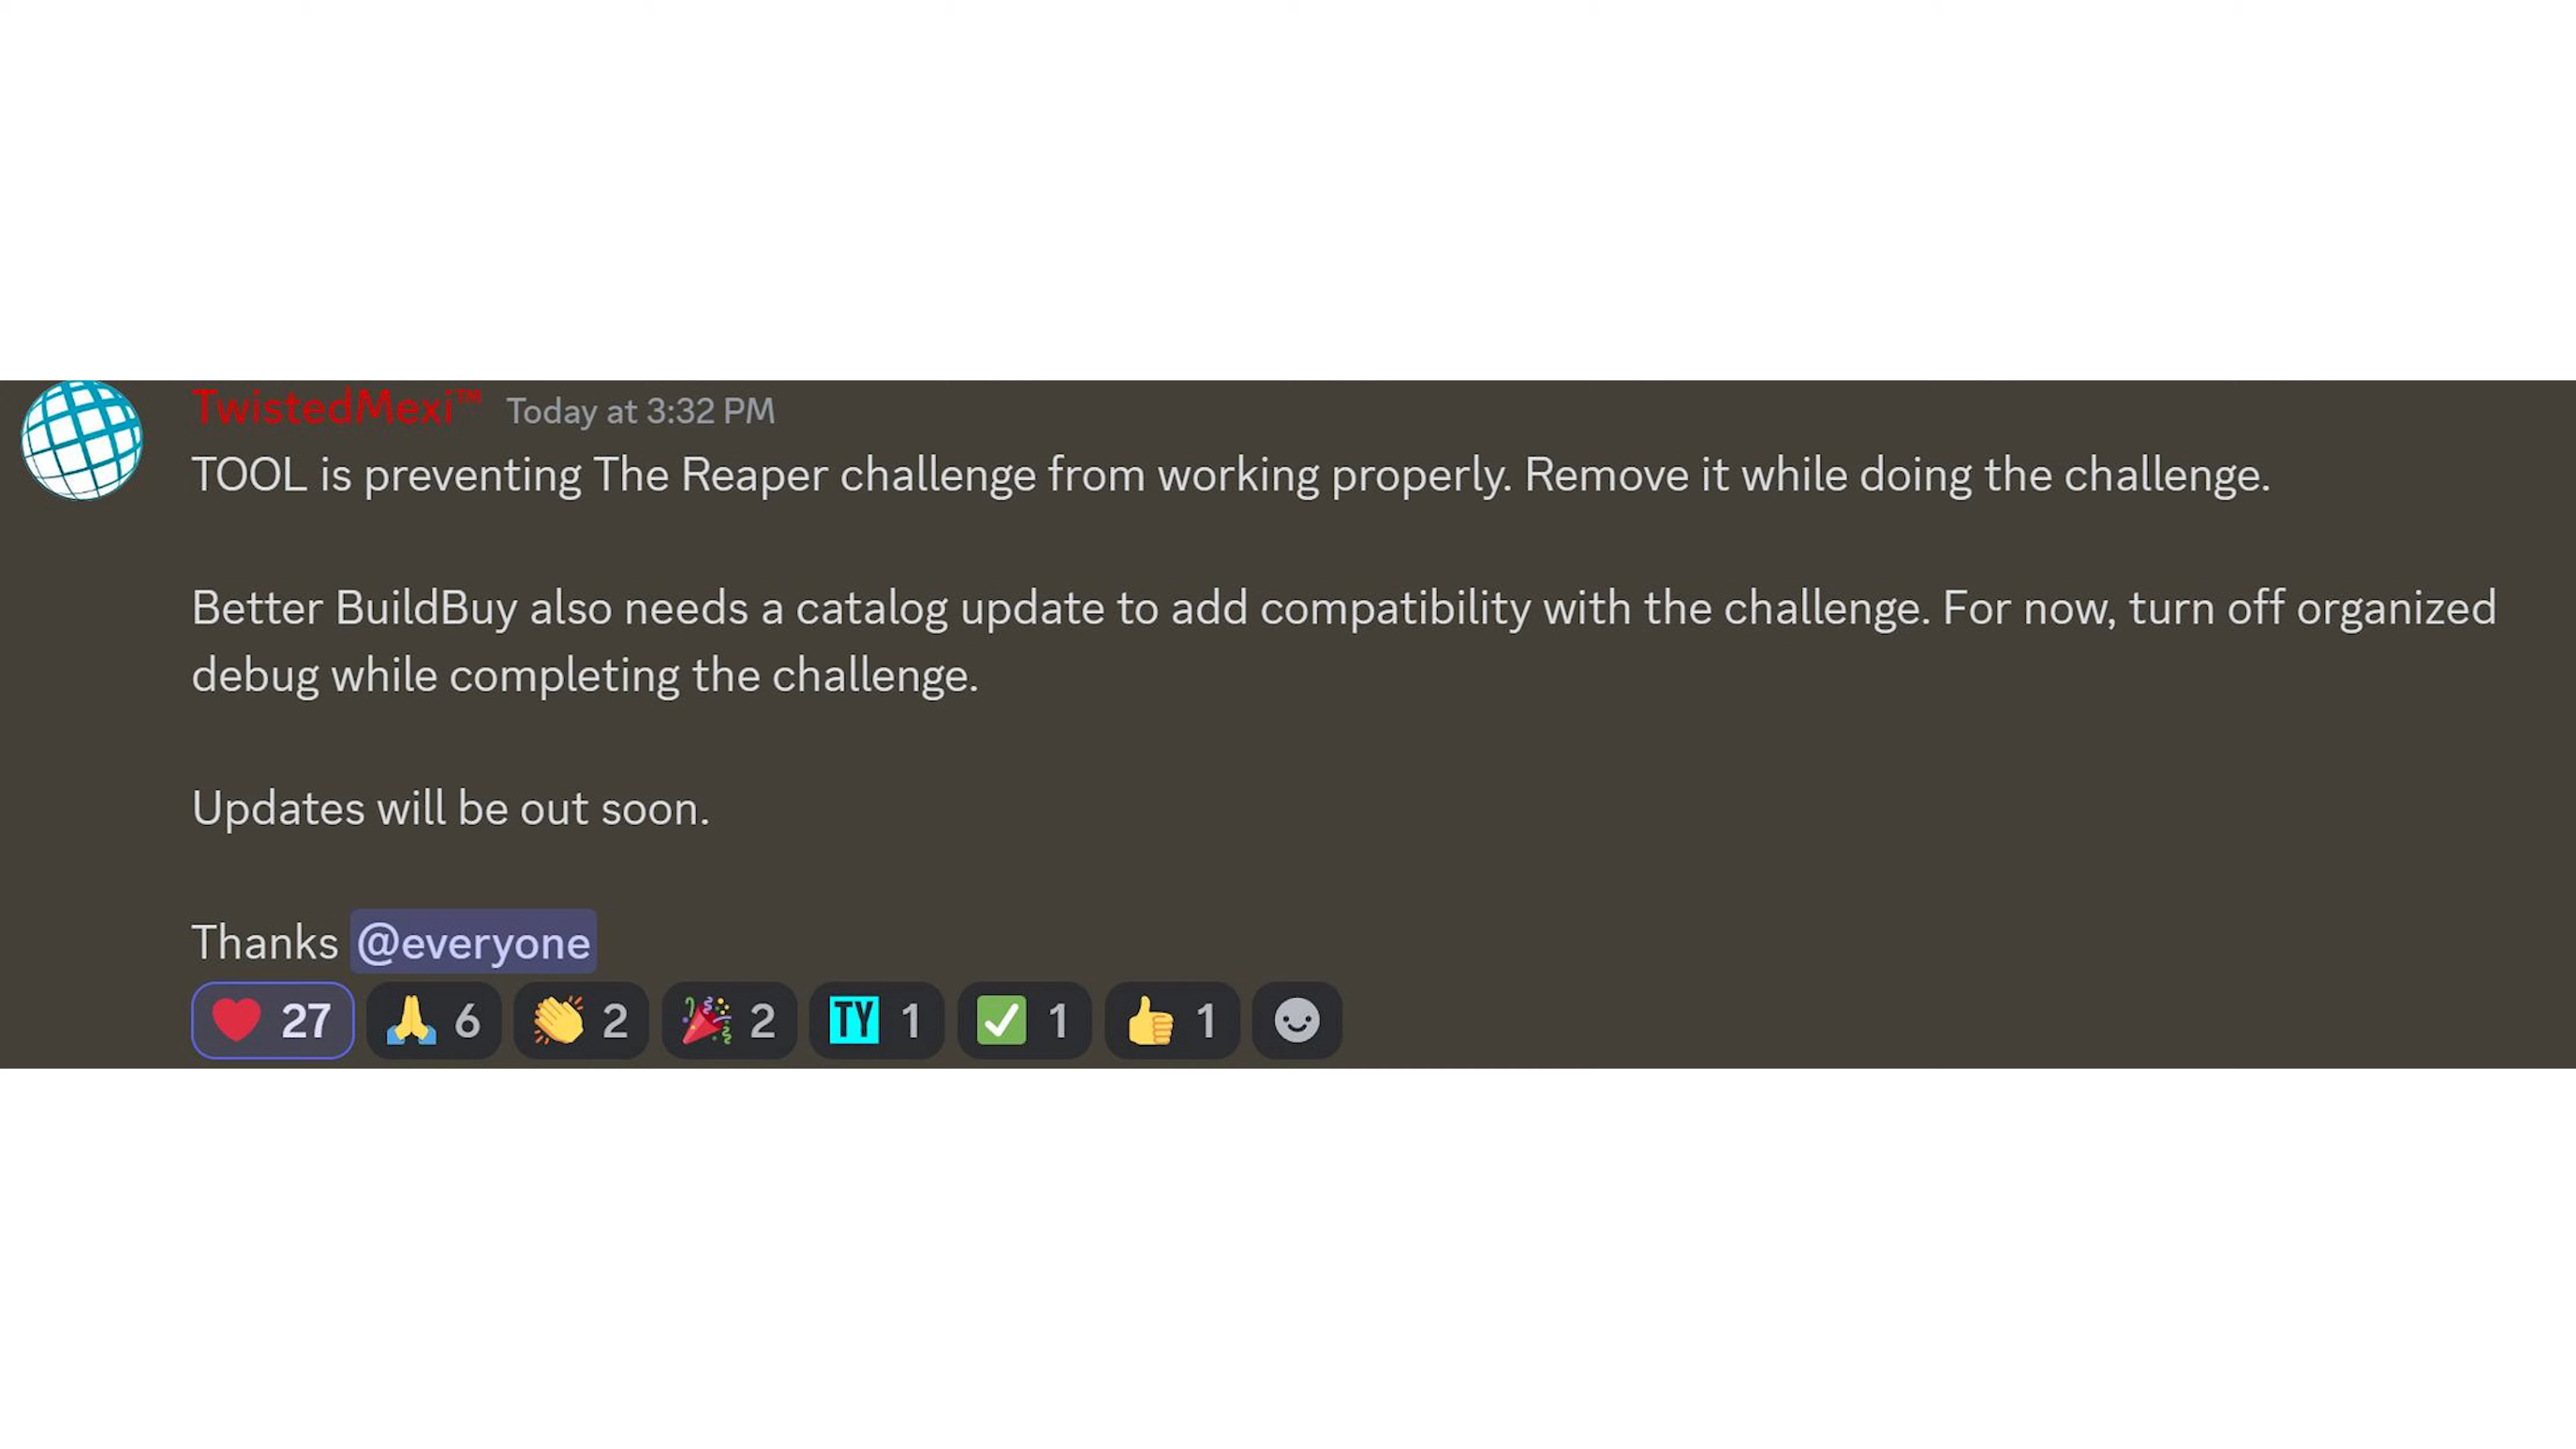 TwistedMexi™ Today at 3:32 PM
TOOL is preventing The Reaper challenge from working properly. Remove it while doing the challenge.
Better BuildBuy also needs a catalog update to add compatibility with the challenge. For now, turn off organized
debug while completing the challenge.
Updates will be out soon.
Thanks @everyone
27 6 2 2 TY 1 1 1